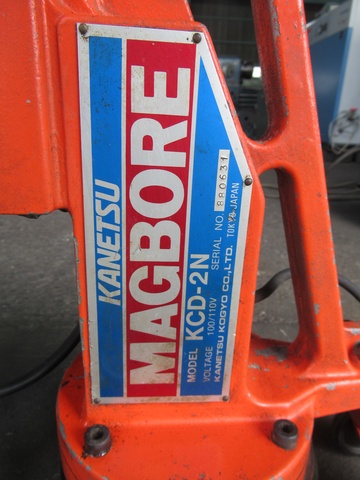 KANETSU
MAGBORE
MODEL KCD-2N
VOLTAGE 100/110V SERIAL NO. 880631
KANETSU KOGYO CO., LTD. TOKYO JAPAN